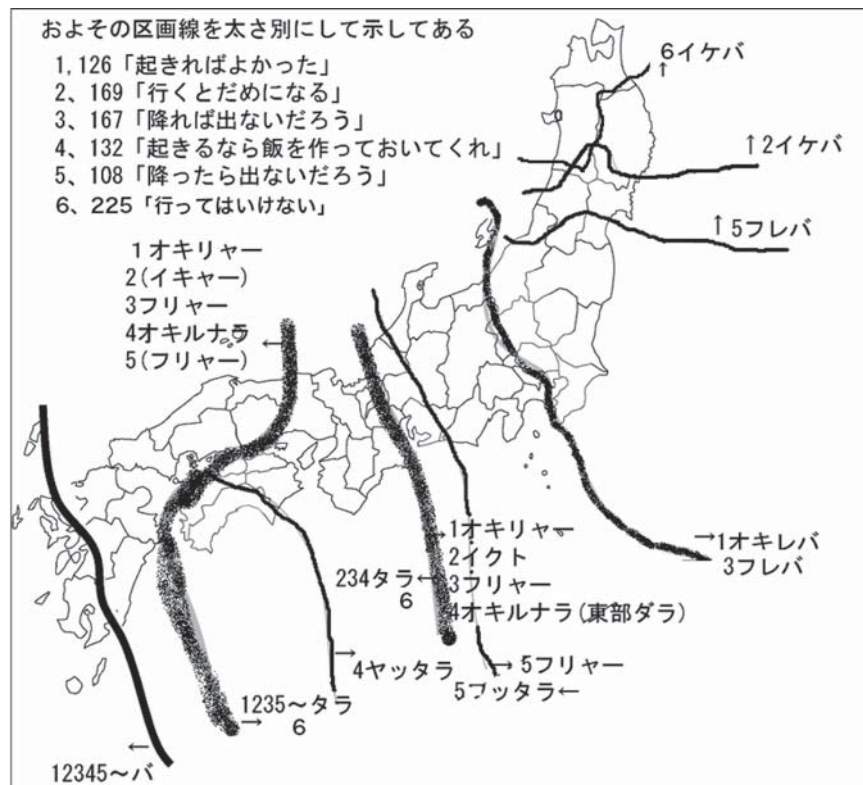 およその区画線を太さ別にして示してある
1,126「起きればよかった」
2、169「行くとだめになる」
3、167「降れば出ないだろう」
4、132「起きるなら飯を作っておいてくれ」
5、108「降ったら出ないだろう」
6、225「行ってはいけない」
6イケバ
↑
↑2イケバ
↑5フレバ
1オキリャー
2(イキャー)
3フリャー
4オキルナラ
5(フリャー)
←
→1オキリャー
2イクト
3フリャー
4オキルナラ(東部ダラ)
234タラ←
6
→1オキレバ
3フレバ
→
4ヤッタラ
→5フリャー
5フッタラ←
1235〜タラ
→ 6
←
12345〜バ